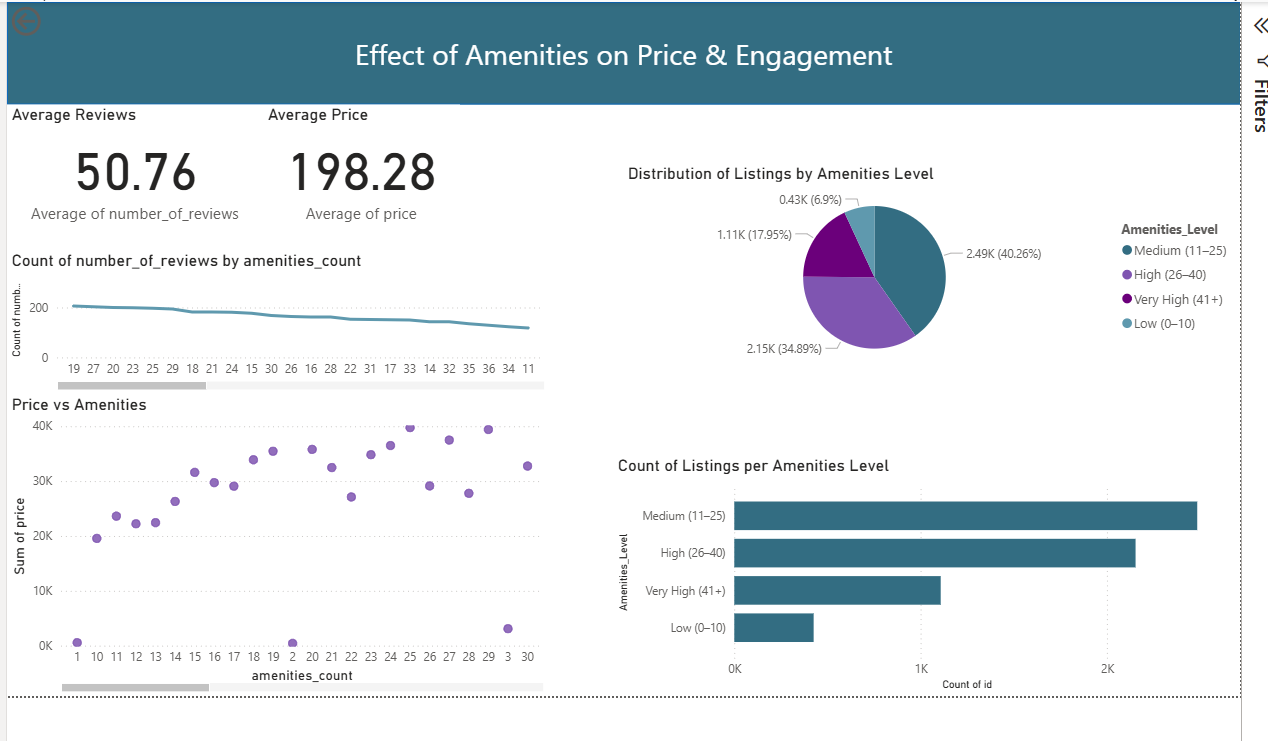 Effect of Amenities on Price & Engagement
Filters
Average Reviews
50.76
Average of number_of_reviews
Average Price
198.28
Average of price
Count of number_of_reviews by amenities_count
Count of numb...
200
0
19 27 20 23 25 29 18 21 24 15 30 26 16 28 22 31 17 33 14 32 35 36 34 11
Price vs Amenities
Sum of price
40K
30K
20K
10K
0K
1 10 11 12 13 14 15 16 17 18 19 2 20 21 22 23 24 25 26 27 28 29 3 30
amenities_count
Distribution of Listings by Amenities Level
0.43K (6.9%)
1.11K (17.95%)
2.49K (40.26%)
2.15K (34.89%)
Amenities_Level
Medium (11–25)
High (26–40)
Very High (41+)
Low (0–10)
Count of Listings per Amenities Level
Amenities_Level
Medium (11–25)
High (26–40)
Very High (41+)
Low (0–10)
0K 1K 2K
Count of id